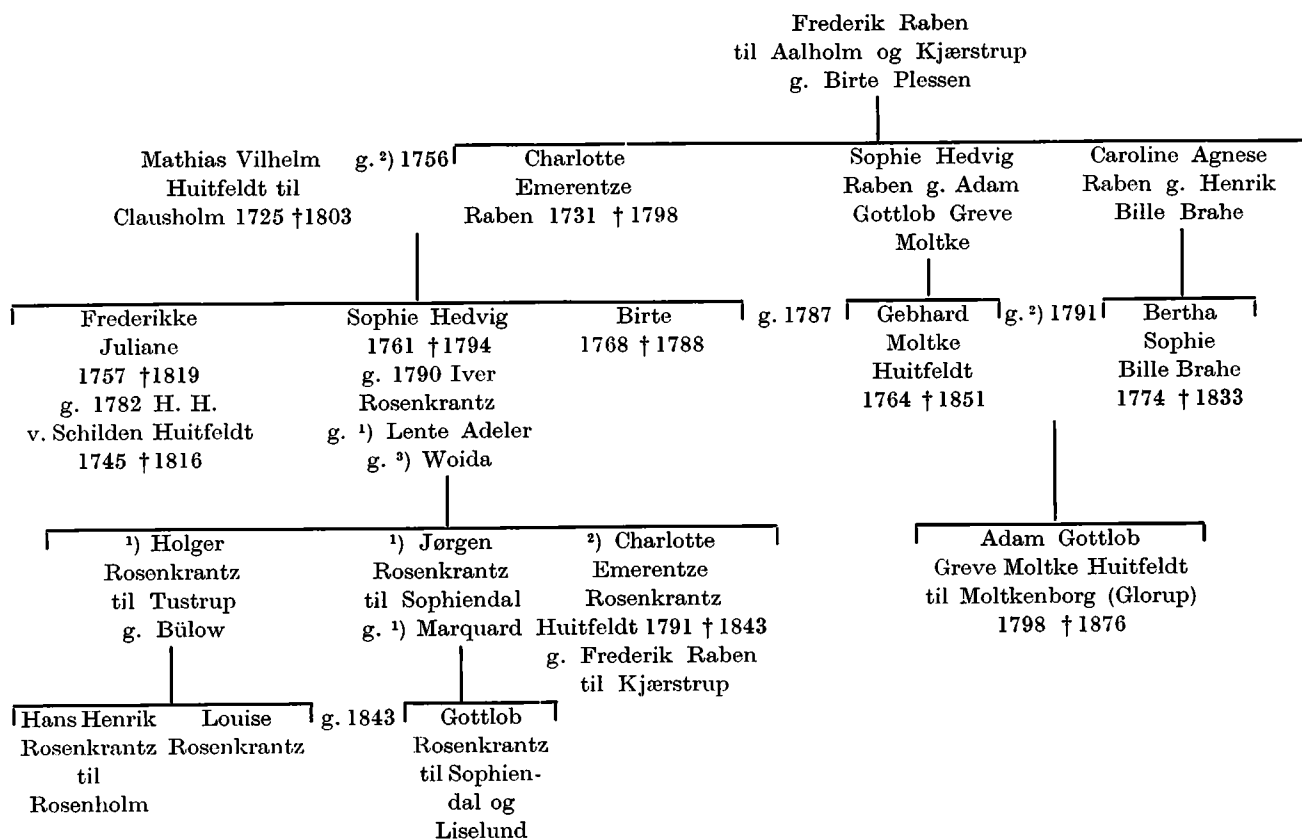 Frederik Raben
til Aalholm og Kjærstrup
g. Birte Plessen
Mathias Vilhelm
Huitfeldt til
Clausholm 1725 †1803
g. ²) 1756
Charlotte
Emerentze
Raben 1731 † 1798
Sophie Hedvig
Raben g. Adam
Gottlob Greve
Moltke
Caroline Agnese
Raben g. Henrik
Bille Brahe
Frederikke
Juliane
1757 †1819
g. 1782 H. H.
v. Schilden Huitfeldt
1745 †1816
Sophie Hedvig
1761 †1794
g. 1790 Iver
Rosenkrantz
g. ¹) Lente Adeler
g. ³) Woida
Birte
1768 †1788
g. 1787
Gebhard
Moltke
Huitfeldt
1764 †1851
g. ²) 1791
Bertha
Sophie
Bille Brahe
1774 †1833
¹) Holger
Rosenkrantz
til Tustrup
g. Bülow
¹) Jørgen
Rosenkrantz
til Sophiendal
g. ¹) Marquard
²) Charlotte
Emerentze
Rosenkrantz
Huitfeldt 1791 †1843
g. Frederik Raben
til Kjærstrup
Adam Gottlob
Greve Moltke Huitfeldt
til Moltkenborg (Glorup)
1798 †1876
Hans Henrik
Rosenkrantz
til
Rosenholm
Louise
Rosenkrantz
g. 1843
Gottlob
Rosenkrantz
til Sophien-
dal og
Liselund